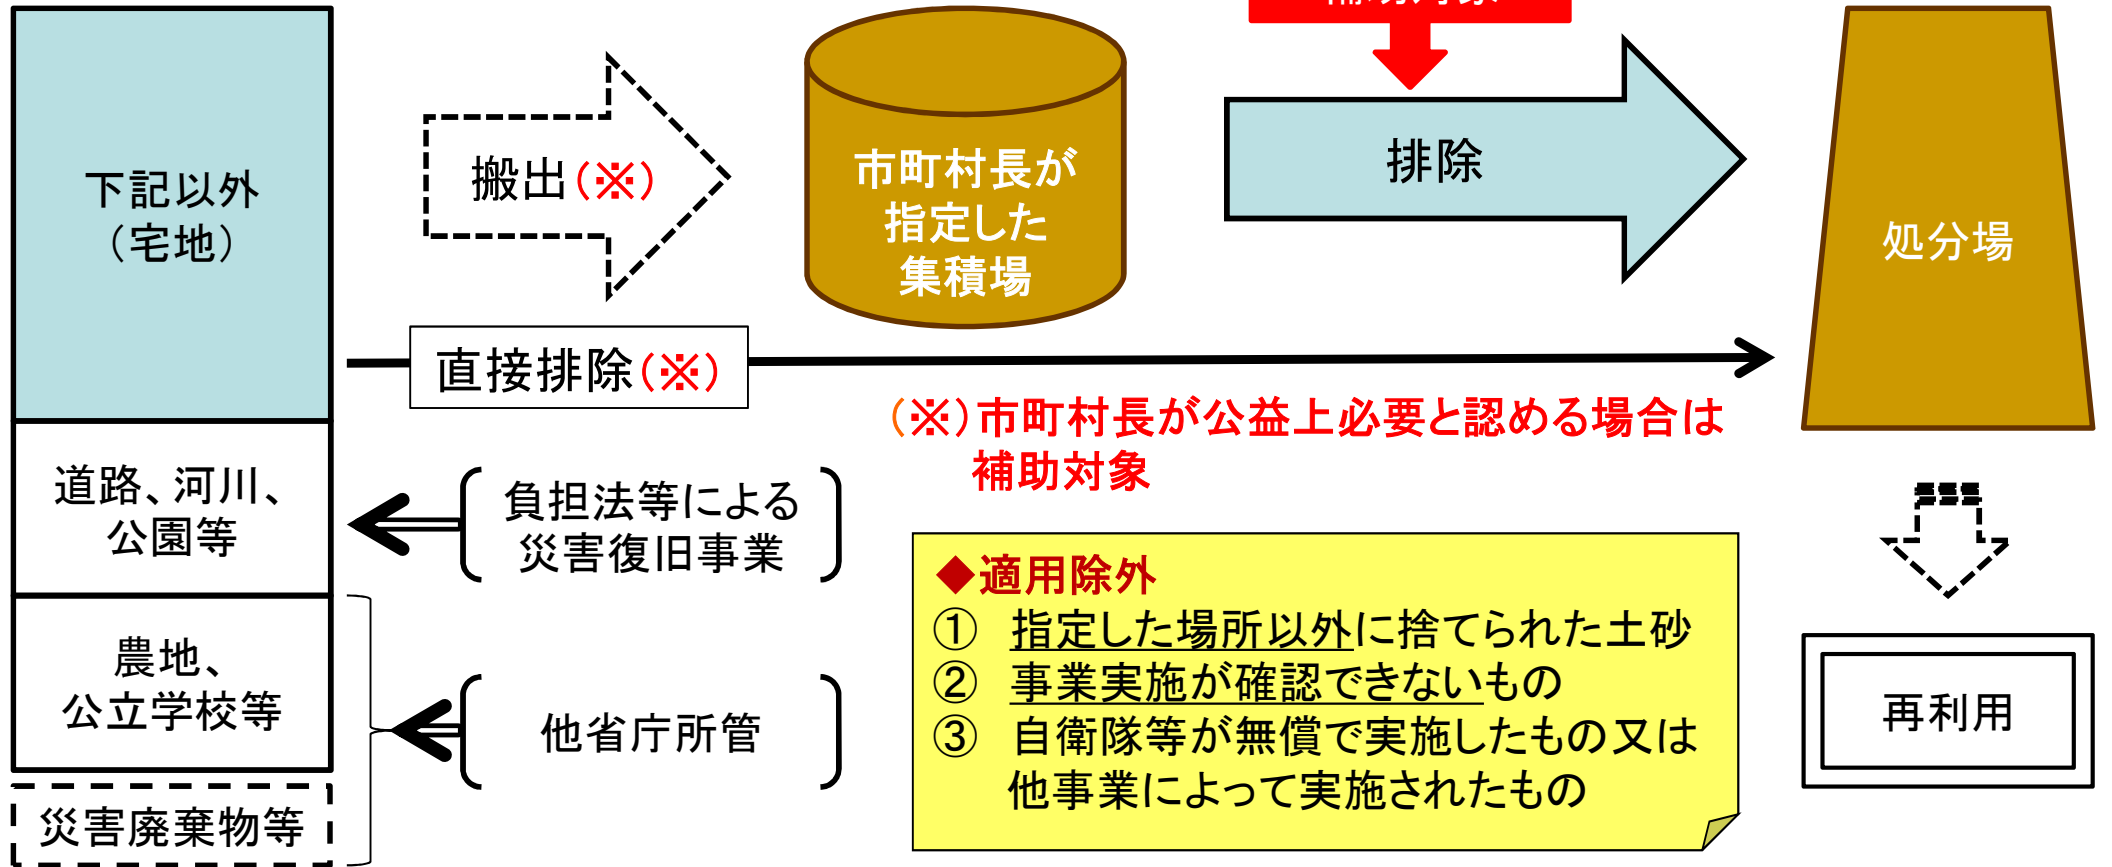 補助対象
下記以外
（宅地）
搬出（※）
市町村長が
指定した
集積場
排除
処分場
直接排除（※）
（※）市町村長が公益上必要と認める場合は
補助対象
道路、河川、
公園等
負担法等による
災害復旧事業
農地、
公立学校等
他省庁所管
災害廃棄物等
◆適用除外
① 指定した場所以外に捨てられた土砂
② 事業実施が確認できないもの
③ 自衛隊等が無償で実施したもの又は
他事業によって実施されたもの
再利用